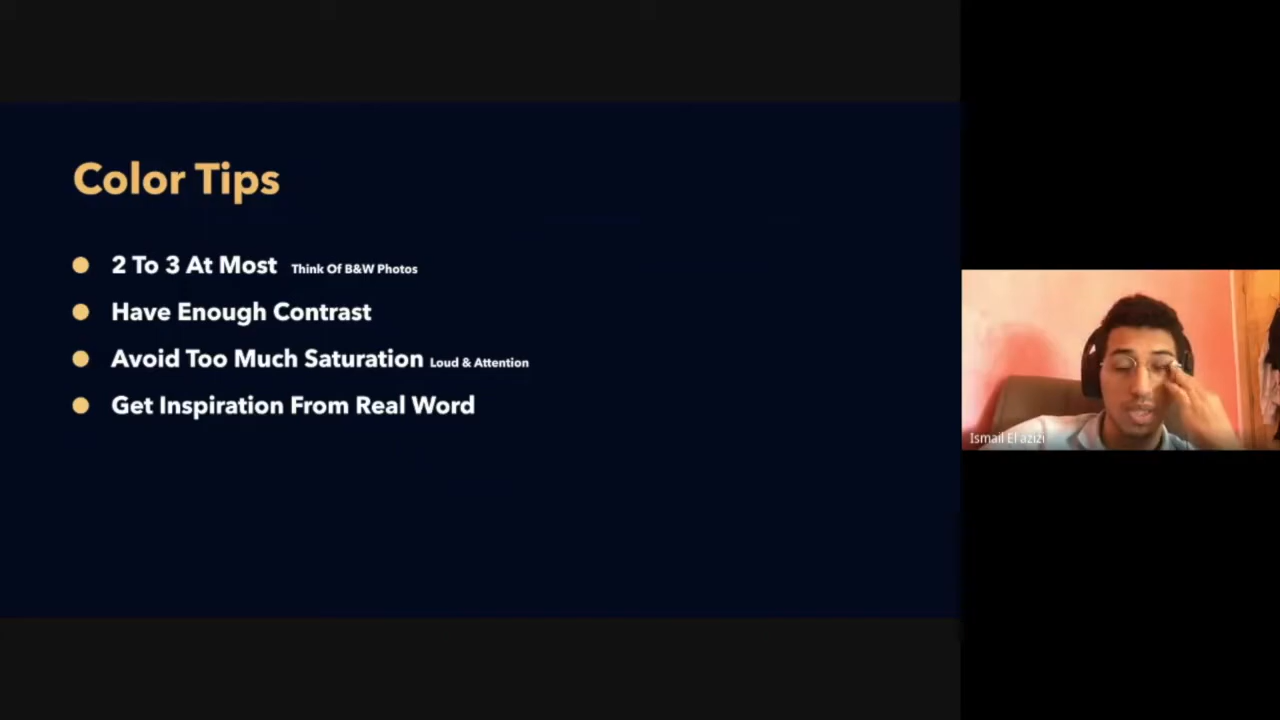 Color Tips
2 To 3 At Most Think Of B&W Photos
Have Enough Contrast
Avoid Too Much Saturation Loud & Attention
Get Inspiration From Real Word
Ismail El azizi